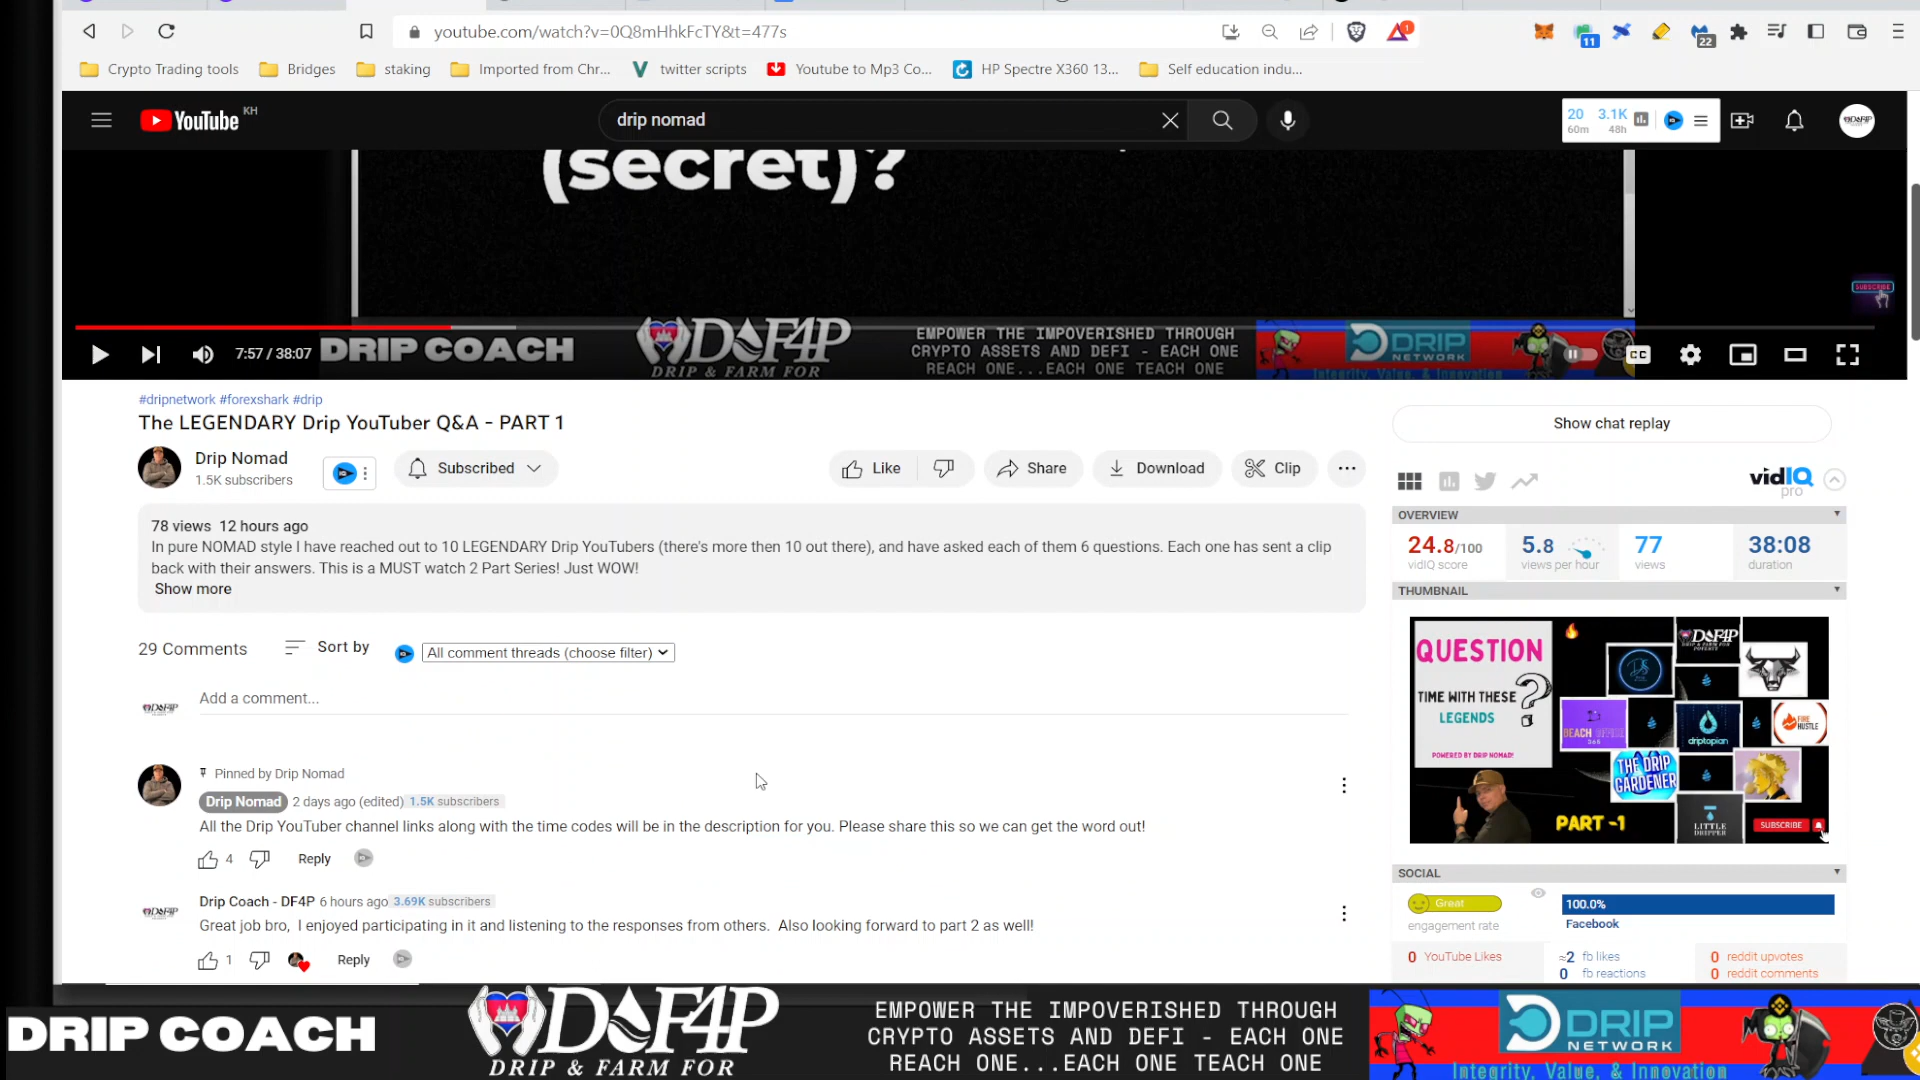 youtube.com/watch?v=0Q8mHhkFcTY&t=477s
1
11
22
Crypto Trading tools
Bridges
staking
Imported from Chr...
twitter scripts
Youtube to Mp3 Co...
HP Spectre X360 13...
Self education indu...
YouTube KH
drip nomad
20 3.1K
60m 48h
(secret)?
SUBSCRIBE
7:57 / 38:07
DRIP COACH
DF4P
DRIP & FARM FOR
EMPOWER THE IMPOVERISHED THROUGH
CRYPTO ASSETS AND DEFI - EACH ONE
REACH ONE...EACH ONE TEACH ONE
DRIP
NETWORK
Integrity, Value, & Innovation
CC
#dripnetwork #forexshark #drip
The LEGENDARY Drip YouTuber Q&A - PART 1
Drip Nomad
1.5K subscribers
Subscribed
Like
Share
Download
Clip
78 views 12 hours ago
In pure NOMAD style I have reached out to 10 LEGENDARY Drip YouTubers (there's more then 10 out there), and have asked each of them 6 questions. Each one has sent a clip
back with their answers. This is a MUST watch 2 Part Series! Just WOW!
Show more
29 Comments
Sort by
All comment threads (choose filter)
Add a comment...
Pinned by Drip Nomad
Drip Nomad 2 days ago (edited) 1.5K subscribers
All the Drip YouTuber channel links along with the time codes will be in the description for you. Please share this so we can get the word out!
4 Reply
Drip Coach - DF4P 6 hours ago 3.69K subscribers
Great job bro, I enjoyed participating in it and listening to the responses from others. Also looking forward to part 2 as well!
1 Reply
Show chat replay
vidIQ
pro
OVERVIEW
24.8/100
vidIQ score
5.8
views per hour
77
views
38:08
duration
THUMBNAIL
QUESTION
TIME WITH THESE
LEGENDS
?
POWERED BY DRIP NOMAD!
PART -1
DF4P
BEACH
365
driptopian
FIRE
HUSTLE
THE DRIP
GARDENER
LITTLE
DRIPPER
SUBSCRIBE
SOCIAL
Great
engagement rate
100.0%
Facebook
0 YouTube Likes
≈2 fb likes
0 fb reactions
0 reddit upvotes
0 reddit comments
DRIP COACH
DF4P
DRIP & FARM FOR
EMPOWER THE IMPOVERISHED THROUGH
CRYPTO ASSETS AND DEFI - EACH ONE
REACH ONE...EACH ONE TEACH ONE
DRIP
NETWORK
Integrity, Value, & Innovation